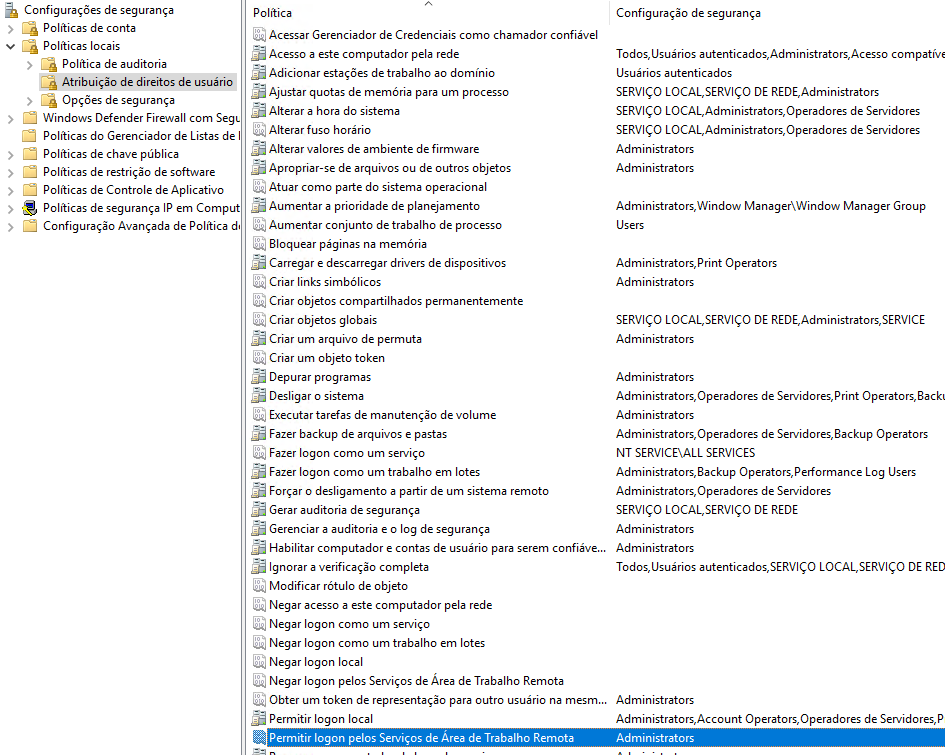 Configurações de segurança
Políticas de conta
Políticas locais
Política de auditoria
Atribuição de direitos de usuário
Opções de segurança
Windows Defender Firewall com Segu
Políticas do Gerenciador de Listas de
Políticas de chave pública
Políticas de restrição de software
Políticas de Controle de Aplicativo
Políticas de segurança IP em Comput
Configuração Avançada de Política de
Política Configuração de segurança
Acessar Gerenciador de Credenciais como chamador confiável
Acesso a este computador pela rede Todos,Usuários autenticados,Administrators,Acesso compatíve
Adicionar estações de trabalho ao domínio Usuários autenticados
Ajustar quotas de memória para um processo SERVIÇO LOCAL,SERVIÇO DE REDE,Administrators
Alterar a hora do sistema SERVIÇO LOCAL,Administrators,Operadores de Servidores
Alterar fuso horário SERVIÇO LOCAL,Administrators,Operadores de Servidores
Alterar valores de ambiente de firmware Administrators
Apropriar-se de arquivos ou de outros objetos Administrators
Atuar como parte do sistema operacional
Aumentar a prioridade de planejamento Administrators,Window Manager\Window Manager Group
Aumentar conjunto de trabalho de processo Users
Bloquear páginas na memória
Carregar e descarregar drivers de dispositivos Administrators,Print Operators
Criar links simbólicos Administrators
Criar objetos compartilhados permanentemente
Criar objetos globais SERVIÇO LOCAL,SERVIÇO DE REDE,Administrators,SERVICE
Criar um arquivo de permuta Administrators
Criar um objeto token
Depurar programas Administrators
Desligar o sistema Administrators,Operadores de Servidores,Print Operators,Backu
Executar tarefas de manutenção de volume Administrators
Fazer backup de arquivos e pastas Administrators,Operadores de Servidores,Backup Operators
Fazer logon como um serviço NT SERVICE\ALL SERVICES
Fazer logon como um trabalho em lotes Administrators,Backup Operators,Performance Log Users
Forçar o desligamento a partir de um sistema remoto Administrators,Operadores de Servidores
Gerar auditoria de segurança SERVIÇO LOCAL,SERVIÇO DE REDE
Gerenciar a auditoria e o log de segurança Administrators
Habilitar computador e contas de usuário para serem confiáve... Administrators
Ignorar a verificação completa Todos,Usuários autenticados,SERVIÇO LOCAL,SERVIÇO DE RED
Modificar rótulo de objeto
Negar acesso a este computador pela rede
Negar logon como um serviço
Negar logon como um trabalho em lotes
Negar logon local
Negar logon pelos Serviços de Área de Trabalho Remota
Obter um token de representação para outro usuário na mesm... Administrators
Permitir logon local Administrators,Account Operators,Operadores de Servidores,P
Permitir logon pelos Serviços de Área de Trabalho Remota Administrators